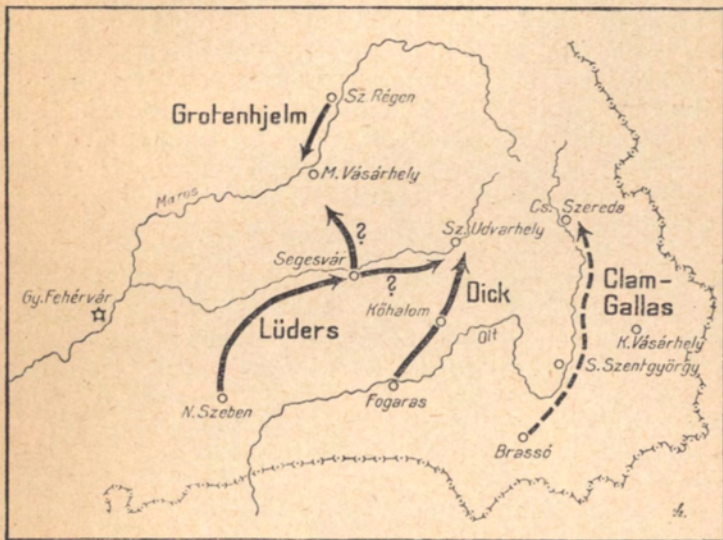 Grotenhjelm
Sz. Régen
M. Vásárhely
Maros
Cs. Szereda
Sz. Udvarhely
?
Segesvár
?
Clam-
Gallas
Gy. Fehérvár
Dick
Kőhalom
Lüders
Olt
K. Vásárhely
S. Szentgyörgy
N. Szeben
Fogaras
Brassó